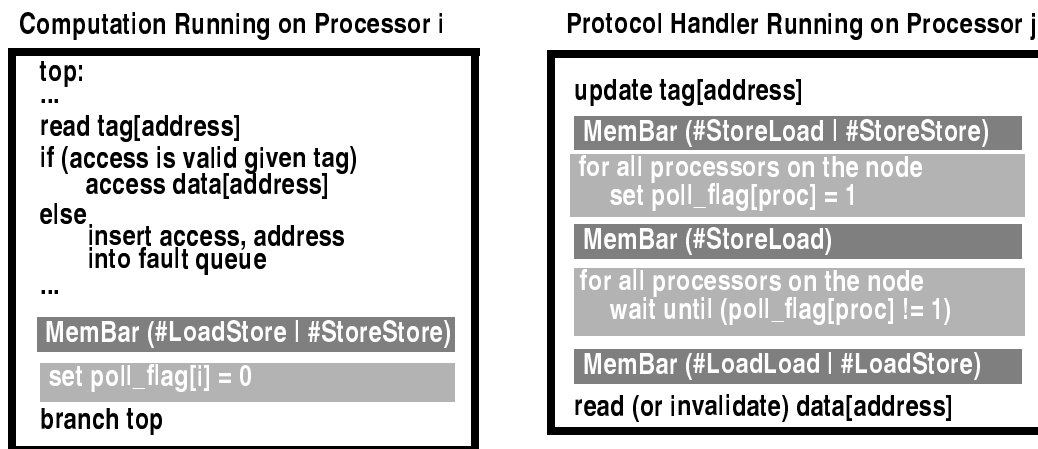 Computation Running on Processor i
top:
...
read tag[address]
if (access is valid given tag)
access data[address]
else
insert access, address
into fault queue
...
MemBar (#LoadStore | #StoreStore)
set poll_flag[i] = 0
branch top
Protocol Handler Running on Processor j
update tag[address]
MemBar (#StoreLoad | #StoreStore)
for all processors on the node
set poll_flag[proc] = 1
MemBar (#StoreLoad)
for all processors on the node
wait until (poll_flag[proc] != 1)
MemBar (#LoadLoad | #LoadStore)
read (or invalidate) data[address]